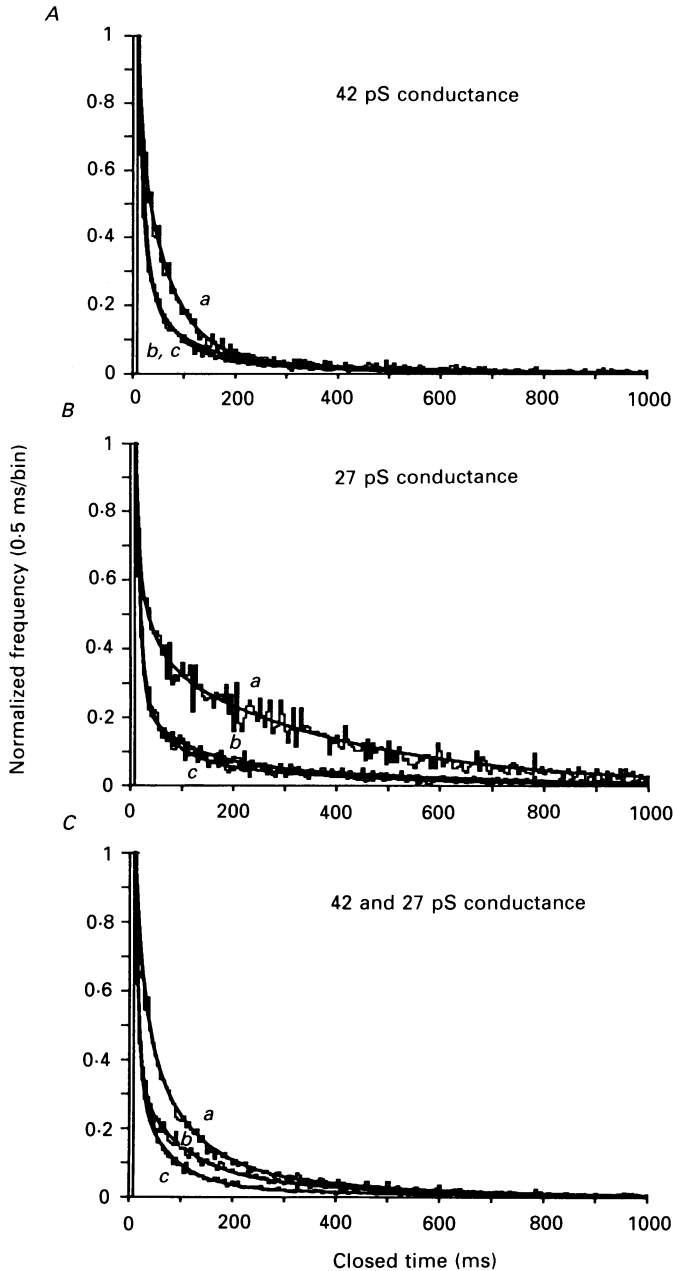 A
42 pS conductance
1
0·8
0·6
0·4
0·2
0
a
b, c
0 200 400 600 800 1000
B
27 pS conductance
1
0·8
0·6
0·4
0·2
0
a
b
c
0 200 400 600 800 1000
Normalized frequency (0·5 ms/bin)
C
42 and 27 pS conductance
1
0·8
0·6
0·4
0·2
0
a
b
c
0 200 400 600 800 1000
Closed time (ms)